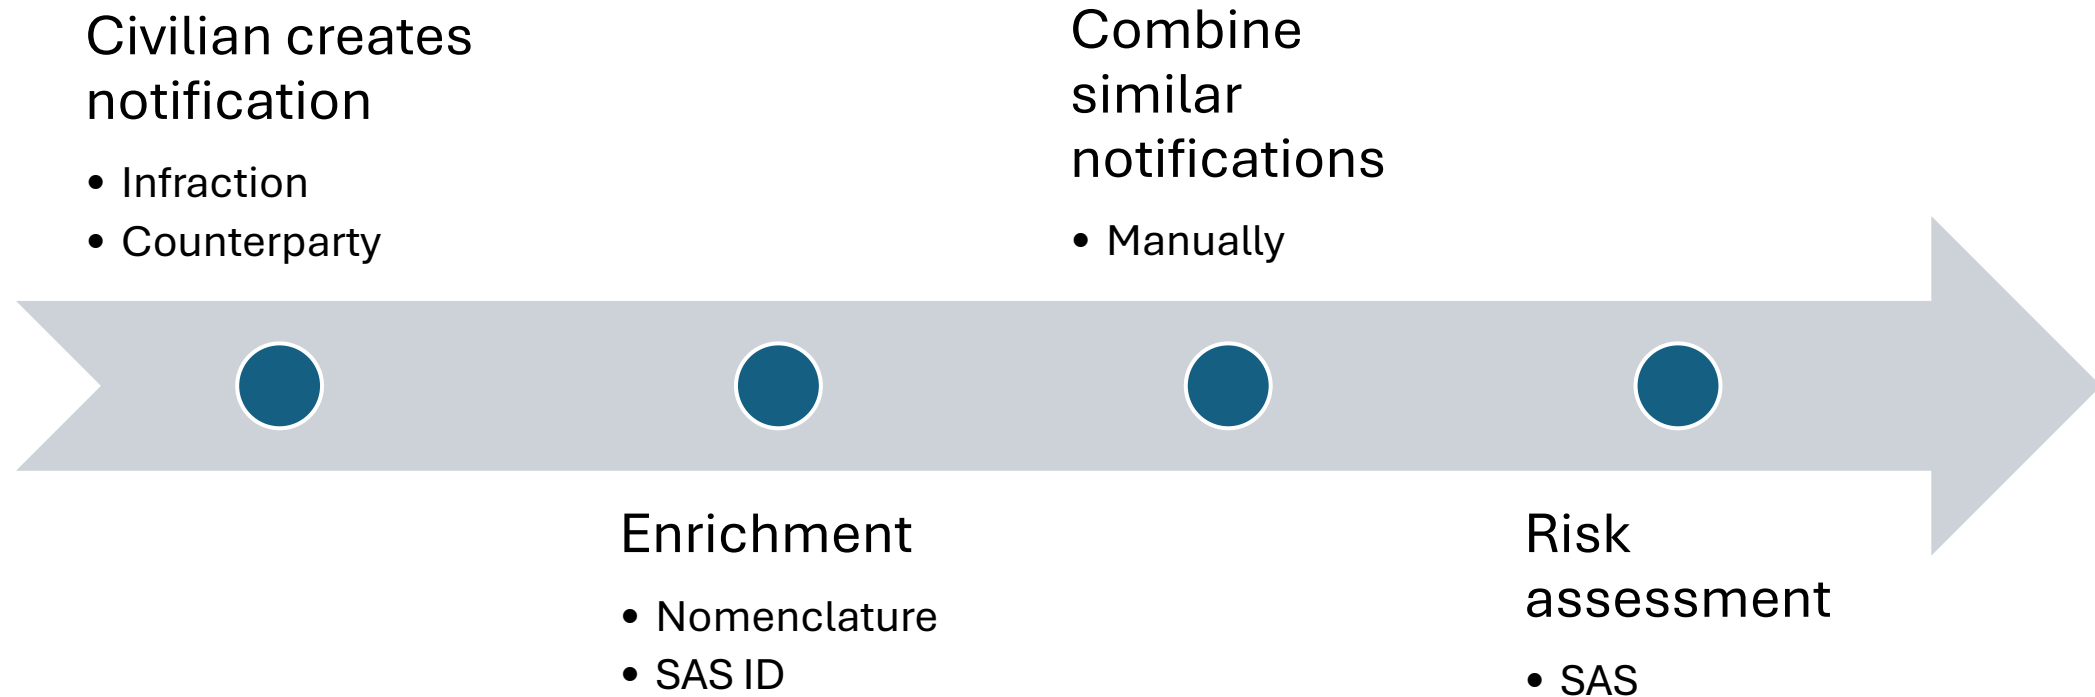 Civilian creates
notification
• Infraction
• Counterparty
Enrichment
• Nomenclature
• SAS ID
Combine
similar
notifications
• Manually
Risk
assessment
• SAS